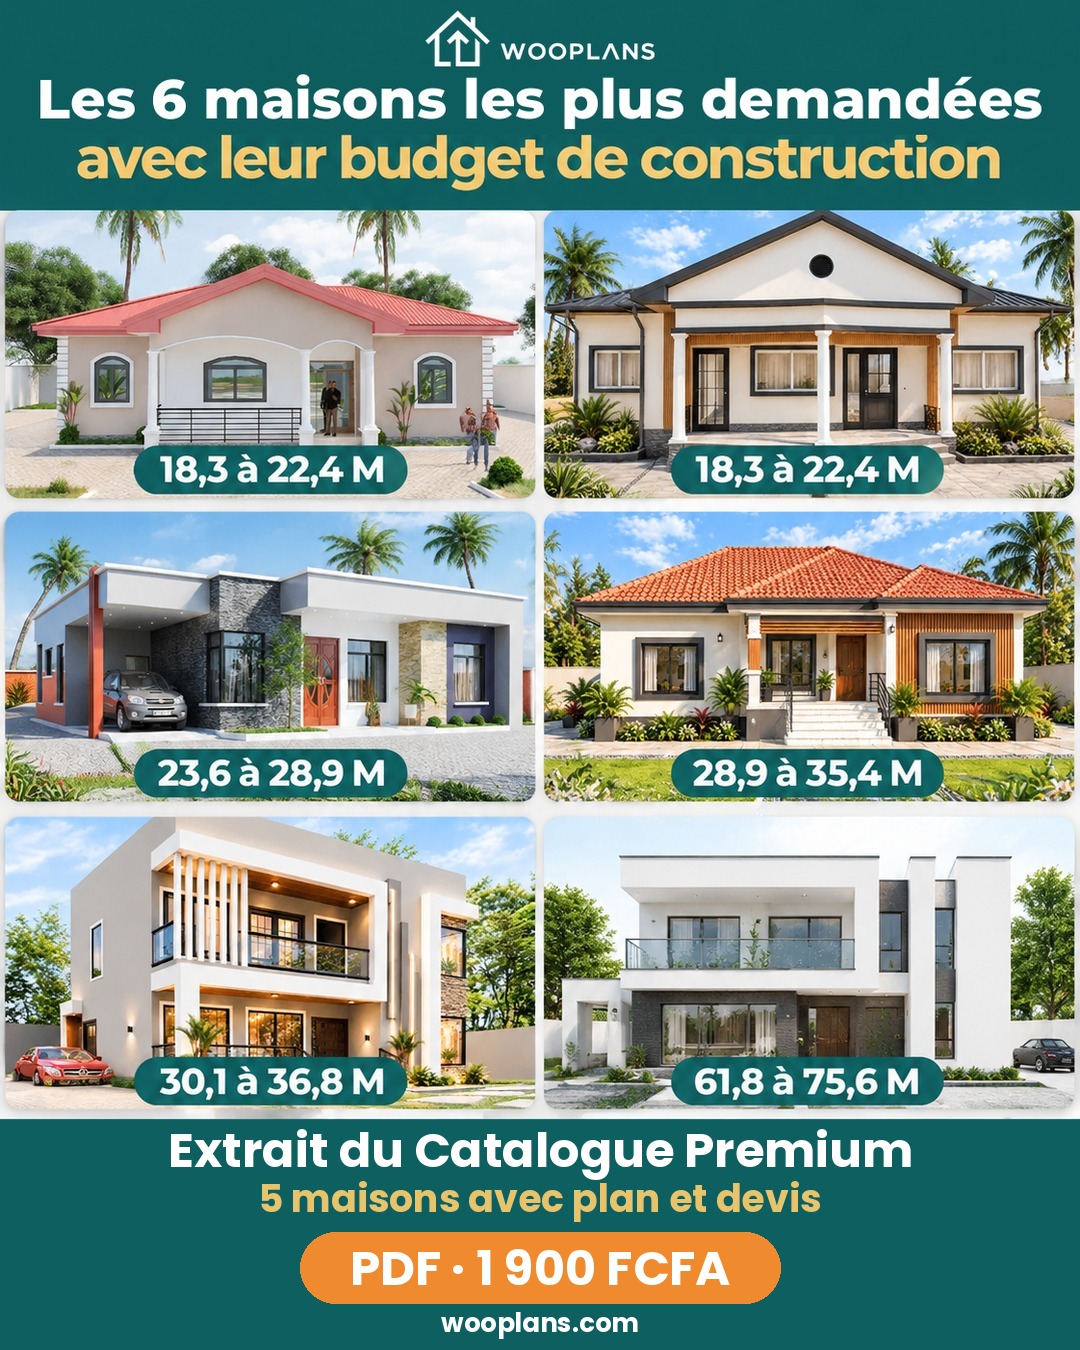 WOOPLANS
Les 6 maisons les plus demandées
avec leur budget de construction
18,3 à 22,4 M
18,3 à 22,4 M
23,6 à 28,9 M
28,9 à 35,4 M
30,1 à 36,8 M
61,8 à 75,6 M
Extrait du Catalogue Premium
5 maisons avec plan et devis
PDF · 1 900 FCFA
wooplans.com